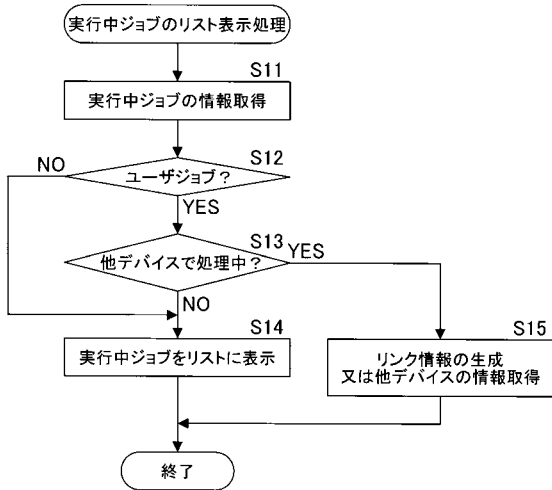 実行中ジョブのリスト表示処理
S11
実行中ジョブの情報取得
S12
NO
ユーザジョブ？
YES
S13
YES
他デバイスで処理中？
NO
S14
実行中ジョブをリストに表示
S15
リンク情報の生成
又は他デバイスの情報取得
終了